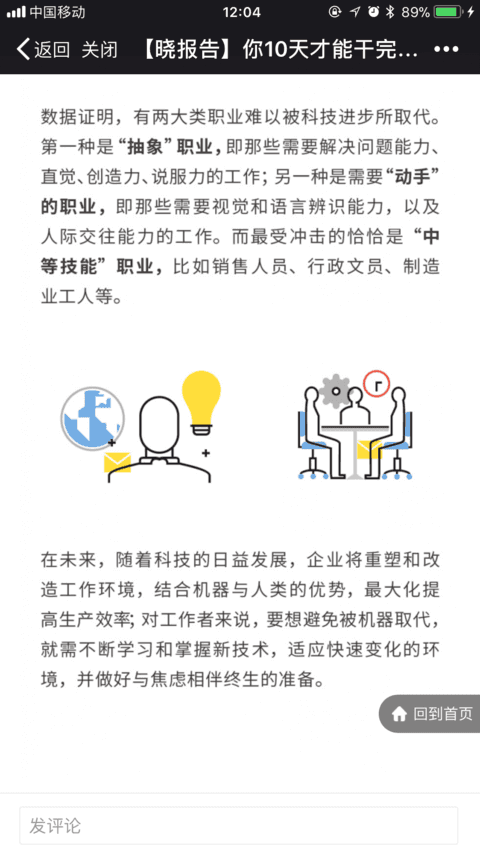 中国移动
12:04
89%
返回 关闭 【晓报告】你10天才能干完…
数据证明，有两大类职业难以被科技进步所取代。
第一种是“抽象”职业，即那些需要解决问题能力、
直觉、创造力、说服力的工作；另一种是需要“动手”
的职业，即那些需要视觉和语言辨识能力，以及
人际交往能力的工作。而最受冲击的恰恰是“中
等技能”职业，比如销售人员、行政文员、制造
业工人等。
在未来，随着科技的日益发展，企业将重塑和改
造工作环境，结合机器与人类的优势，最大化提
高生产效率；对工作者来说，要想避免被机器取代，
就需不断学习和掌握新技术，适应快速变化的环
境，并做好与焦虑相伴终生的准备。
回到首页
发评论